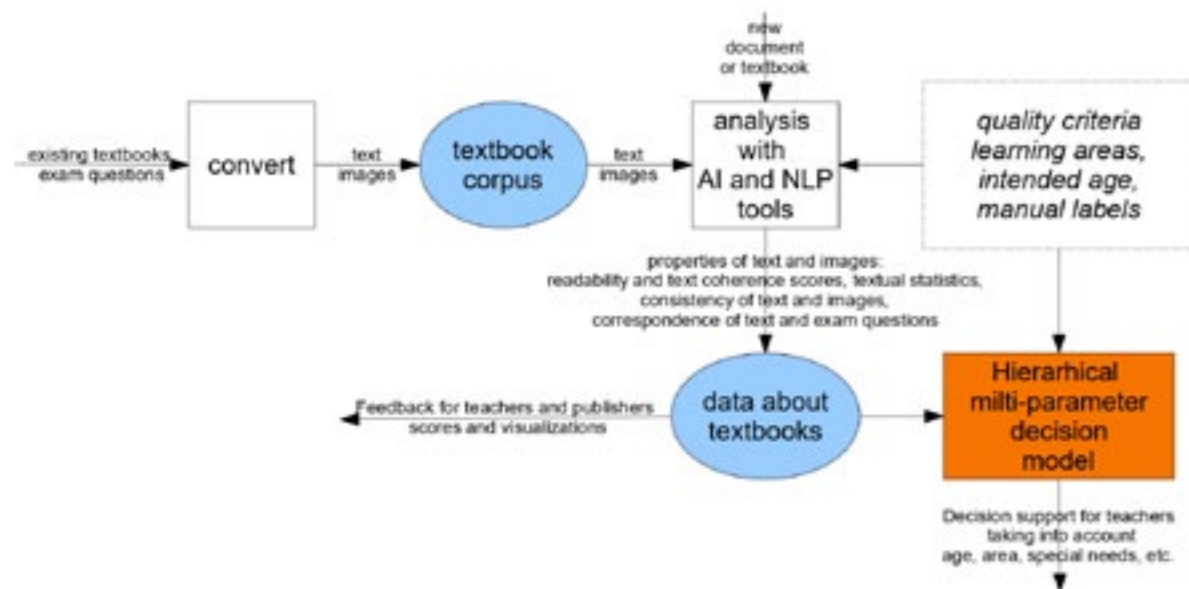 new
document
or textbook
existing textbooks
exam questions
convert
text
images
textbook
corpus
text
images
analysis
with
AI and NLP
tools
quality criteria
learning areas,
intended age,
manual labels
properties of text and images:
readability and text coherence scores, textual statistics,
consistency of text and images,
correspondence of text and exam questions
Feedback for teachers and publishers
scores and visualizations
data about
textbooks
Hierarhical
milti-parameter
decision
model
Decision support for teachers
taking into account
age, area, special needs, etc.